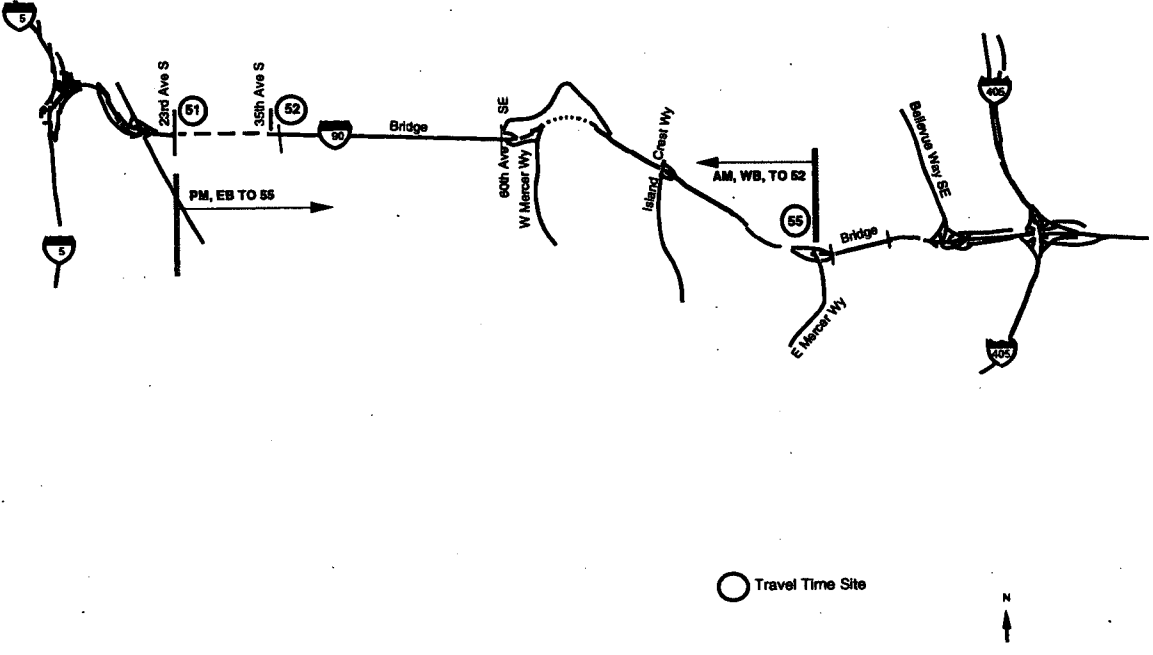 5
405
23rd Ave S
51
35th Ave S
52
90
Bridge
60th Ave SE
W Mercer Wy
Island Crest Wy
AM, WB, TO 52
Bellevue Way SE
PM, EB TO 55
55
Bridge
5
E Mercer Wy
405
Travel Time Site
N